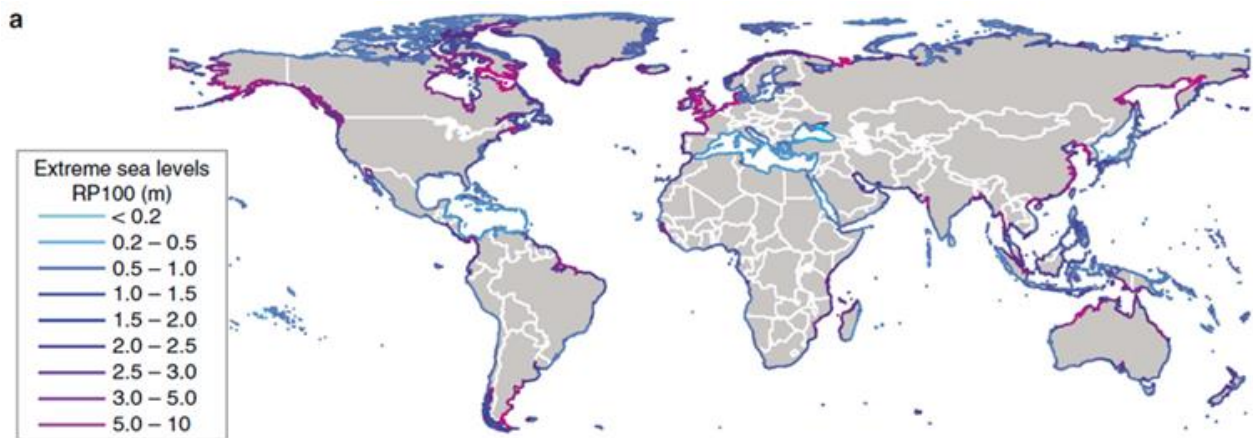 a
Extreme sea levels
RP100 (m)
< 0.2
0.2 – 0.5
0.5 – 1.0
1.0 – 1.5
1.5 – 2.0
2.0 – 2.5
2.5 – 3.0
3.0 – 5.0
5.0 – 10